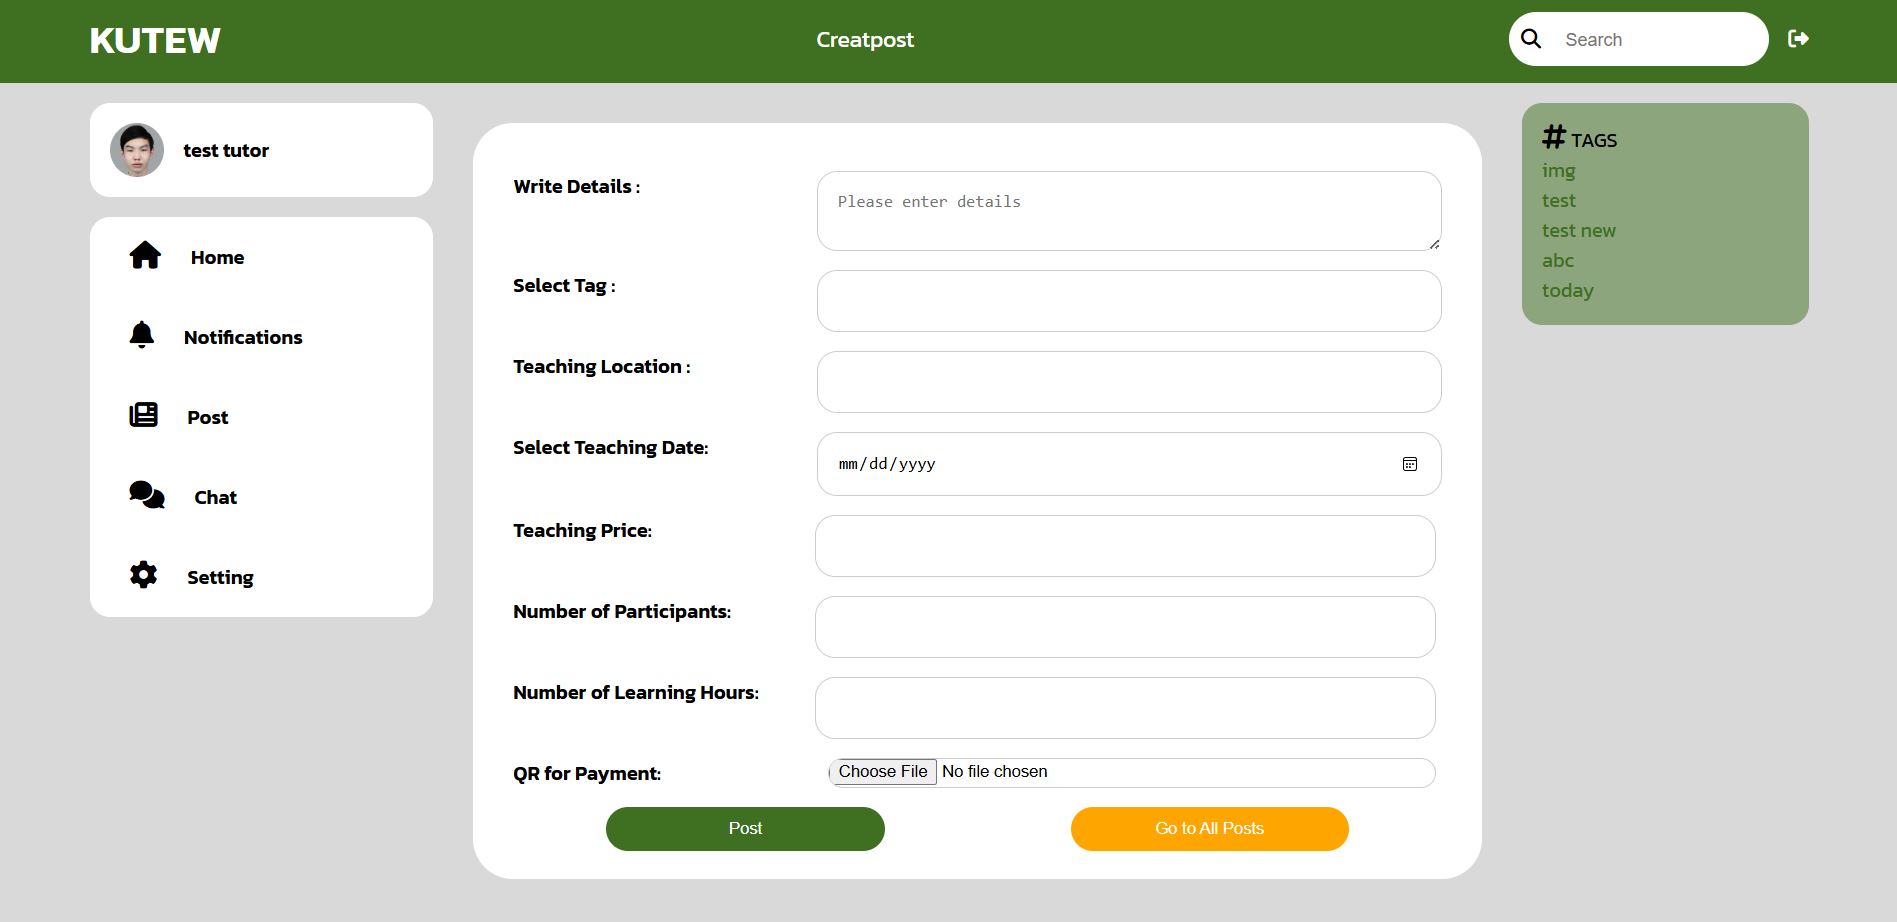 KUTEW
Creatpost
Search
test tutor
Home
Notifications
Post
Chat
Setting
Write Details :
Please enter details
Select Tag :
Teaching Location :
Select Teaching Date:
mm/dd/yyyy
Teaching Price:
Number of Participants:
Number of Learning Hours:
QR for Payment:
Choose File No file chosen
Post
Go to All Posts
# TAGS
img
test
test new
abc
today